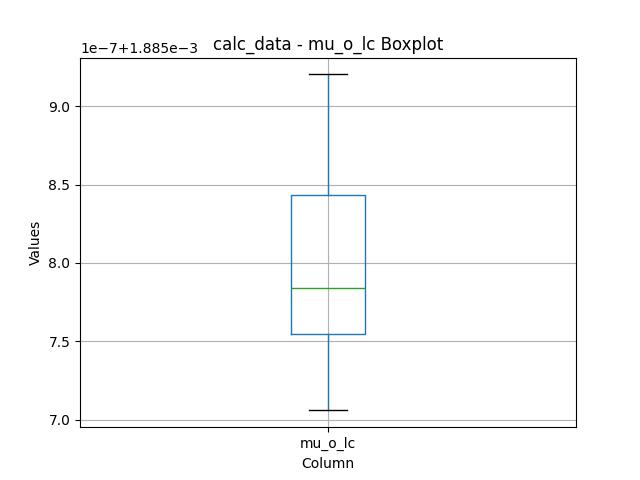 1e−7+1.885e−3
calc_data - mu_o_lc Boxplot
9.0
8.5
8.0
7.5
7.0
Values
mu_o_lc
Column